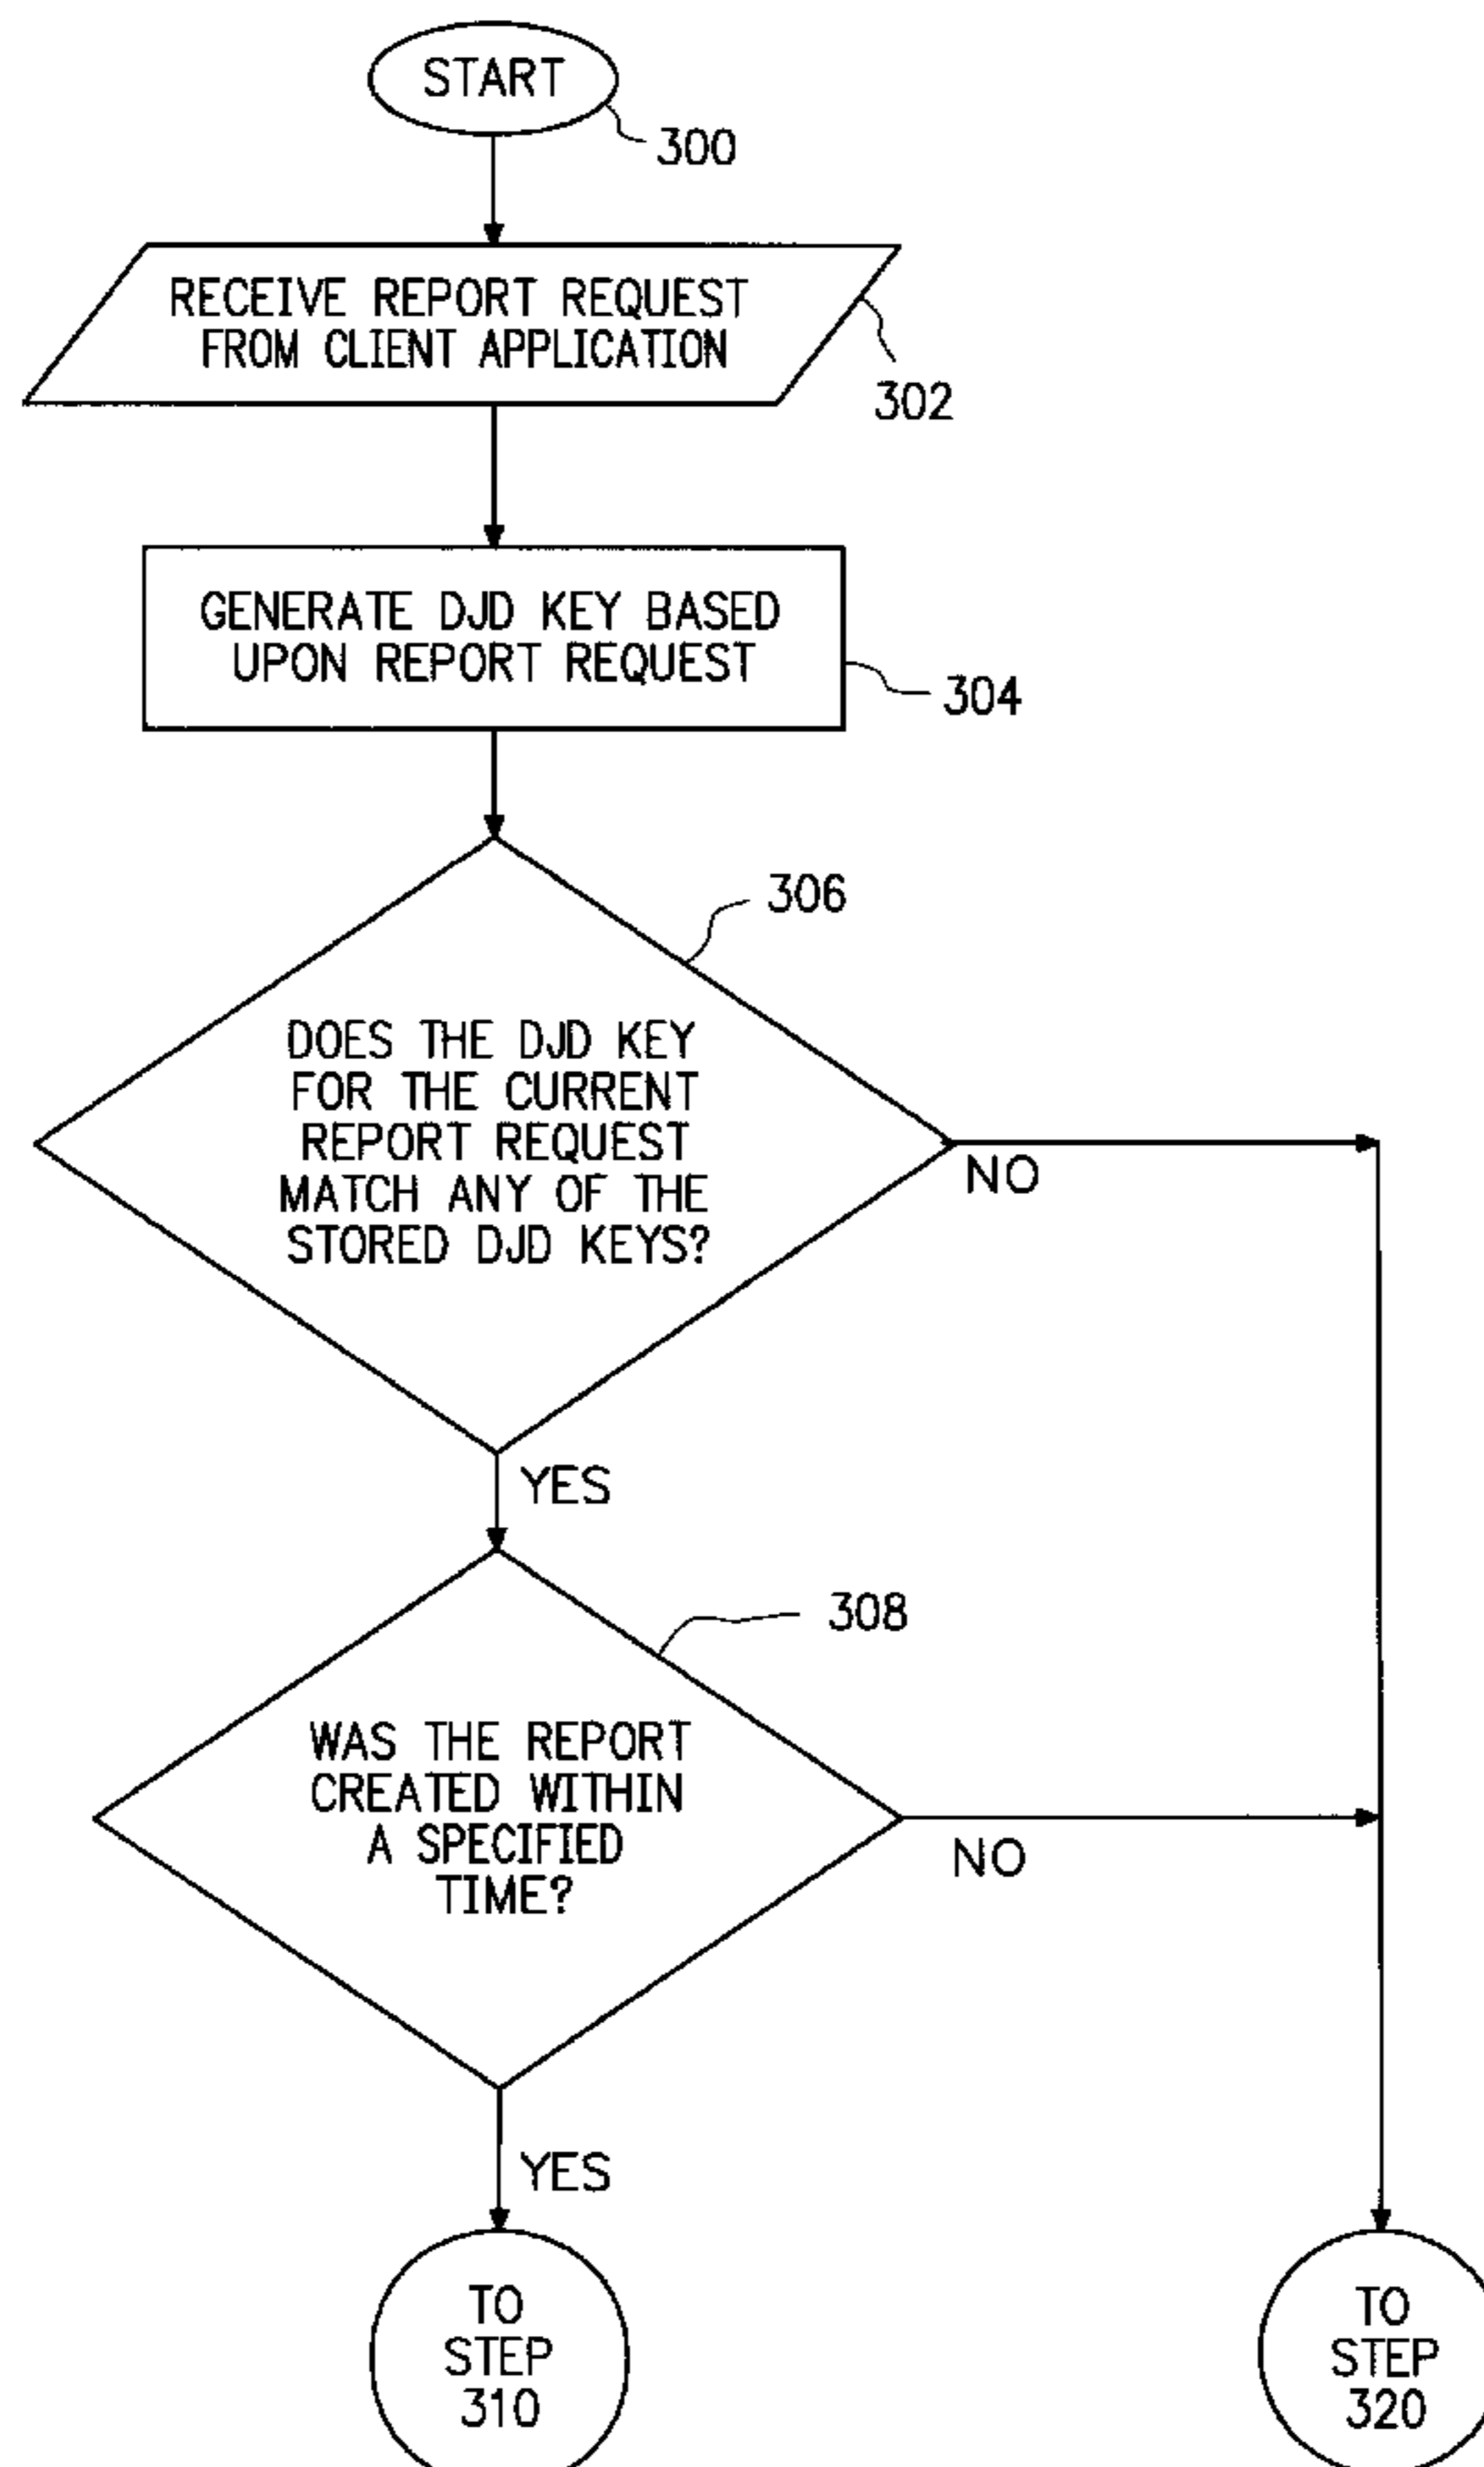 START
300
RECEIVE REPORT REQUEST
FROM CLIENT APPLICATION
302
GENERATE DJD KEY BASED
UPON REPORT REQUEST
304
306
DOES THE DJD KEY
FOR THE CURRENT
REPORT REQUEST
MATCH ANY OF THE
STORED DJD KEYS?
NO
YES
308
WAS THE REPORT
CREATED WITHIN
A SPECIFIED
TIME?
NO
YES
TO
STEP
310
TO
STEP
320